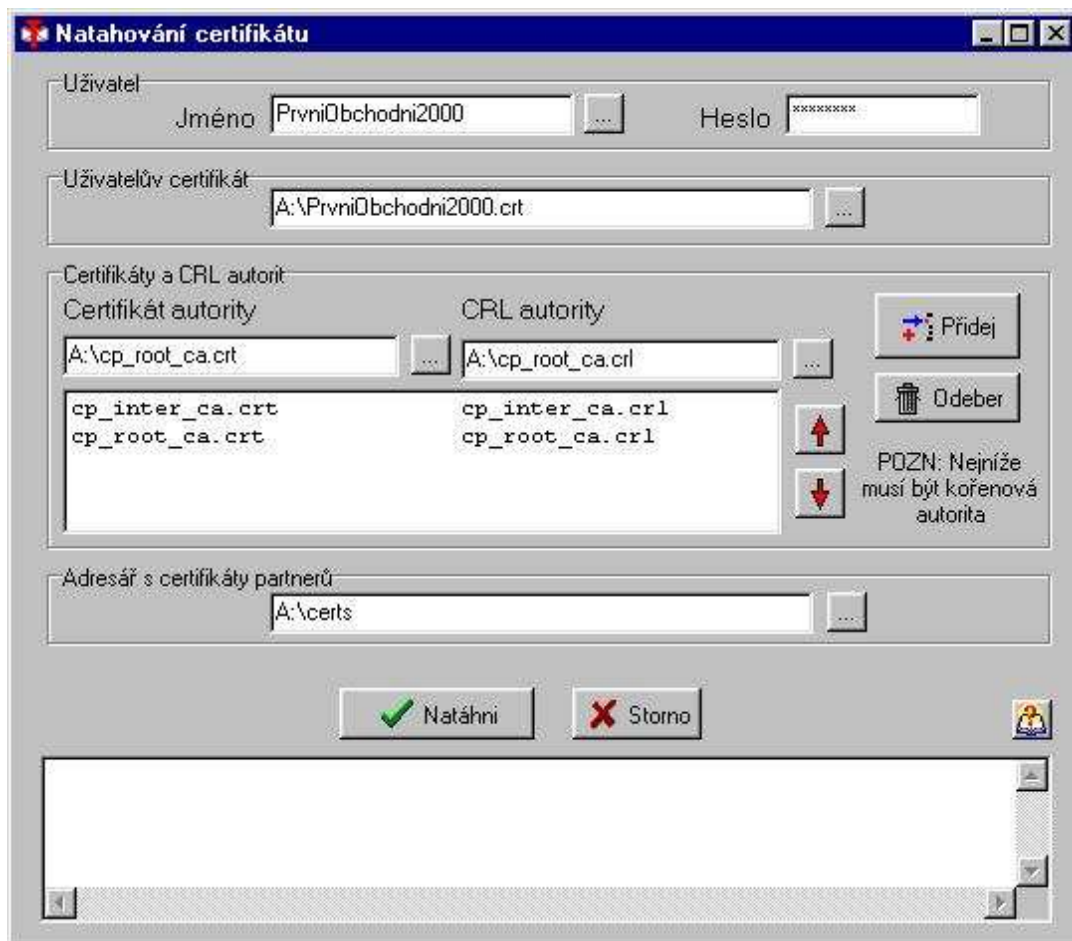 Natahování certifikátu
Uživatel
Jméno PrvniObchodni2000 ... Heslo ********
Uživatelův certifikát
A:\PrvniObchodni2000.crt ...
Certifikáty a CRL autorit
Certifikát autority CRL autority
A:\cp_root_ca.crt ... A:\cp_root_ca.crl ...
Přidej
cp_inter_ca.crt cp_inter_ca.crl
cp_root_ca.crt cp_root_ca.crl
Odeber
POZN: Nejníže
musí být kořenová
autorita
Adresář s certifikáty partnerů
A:\certs ...
Natáhni Storno